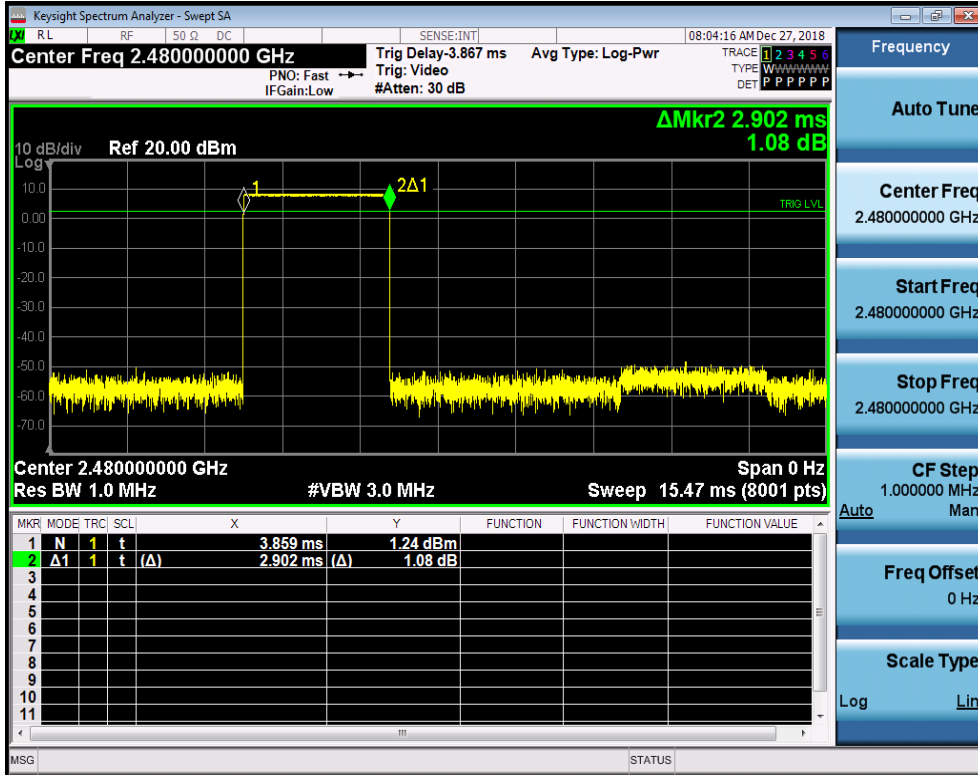 Keysight Spectrum Analyzer - Swept SA
LXI RL RF 50 Ω DC SENSE:INT 08:04:16 AM Dec 27, 2018
Center Freq 2.480000000 GHz
PNO: Fast
IFGain:Low
Trig Delay-3.867 ms
Trig: Video
#Atten: 30 dB
Avg Type: Log-Pwr
TRACE 1 2 3 4 5 6
TYPE WWWWWW
DET P P P P P P
ΔMkr2 2.902 ms
1.08 dB
10 dB/div Ref 20.00 dBm
Log
10.0
0.00
-10.0
-20.0
-30.0
-40.0
-50.0
-60.0
-70.0
1
2Δ1
TRIG LVL
Center 2.480000000 GHz Span 0 Hz
Res BW 1.0 MHz #VBW 3.0 MHz Sweep 15.47 ms (8001 pts)
MKR MODE TRC SCL X Y FUNCTION FUNCTION WIDTH FUNCTION VALUE
1 N 1 t 3.859 ms 1.24 dBm
2 Δ1 1 t (Δ) 2.902 ms (Δ) 1.08 dB
3
4
5
6
7
8
9
10
11
MSG STATUS
Frequency
Auto Tune
Center Freq
2.480000000 GHz
Start Freq
2.480000000 GHz
Stop Freq
2.480000000 GHz
CF Step
1.000000 MHz
Auto Man
Freq Offset
0 Hz
Scale Type
Log Lin